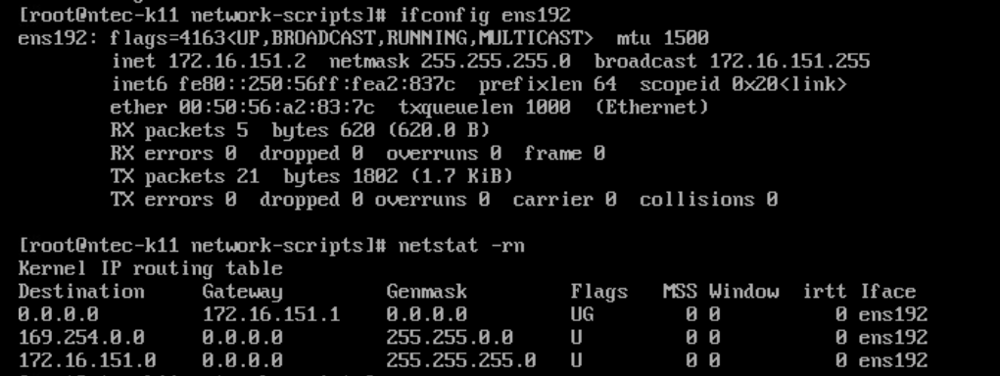 [root@ntec-k11 network-scripts]# ifconfig ens192
ens192: flags=4163<UP,BROADCAST,RUNNING,MULTICAST>  mtu 1500
        inet 172.16.151.2  netmask 255.255.255.0  broadcast 172.16.151.255
        inet6 fe80::250:56ff:fea2:837c  prefixlen 64  scopeid 0x20<link>
        ether 00:50:56:a2:83:7c  txqueuelen 1000  (Ethernet)
        RX packets 5  bytes 620 (620.0 B)
        RX errors 0  dropped 0  overruns 0  frame 0
        TX packets 21  bytes 1802 (1.7 KiB)
        TX errors 0  dropped 0 overruns 0  carrier 0  collisions 0
[root@ntec-k11 network-scripts]# netstat -rn
Kernel IP routing table
Destination     Gateway         Genmask         Flags   MSS Window  irtt Iface
0.0.0.0         172.16.151.1    0.0.0.0         UG        0 0          0 ens192
169.254.0.0     0.0.0.0         255.255.0.0     U         0 0          0 ens192
172.16.151.0    0.0.0.0         255.255.255.0   U         0 0          0 ens192